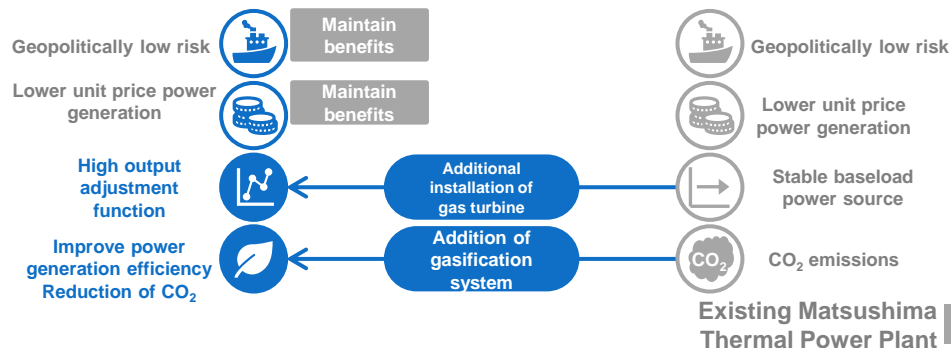 Geopolitically low risk
Maintain
benefits
Geopolitically low risk
Lower unit price power
generation
Maintain
benefits
Lower unit price
power generation
High output
adjustment
function
Additional
installation of
gas turbine
Stable baseload
power source
Improve power
generation efficiency
Reduction of CO₂
Addition of
gasification
system
CO₂
CO₂ emissions
Existing Matsushima
Thermal Power Plant